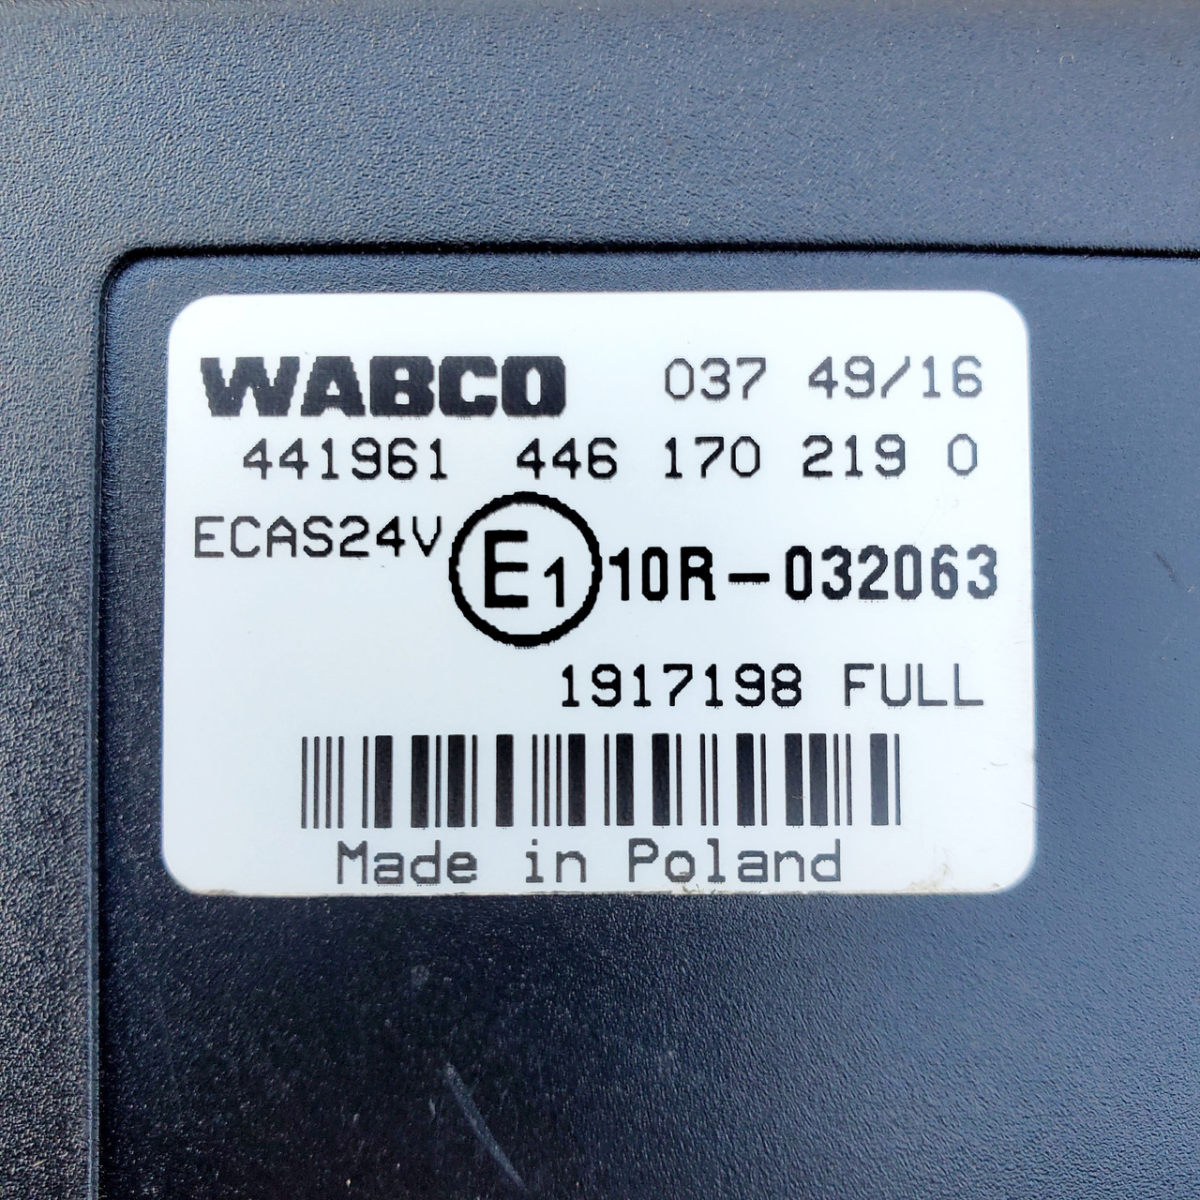 WABCO 037 49/16
441961 446 170 219 0
ECAS24V E1 10R-032063
1917198 FULL
Made in Poland